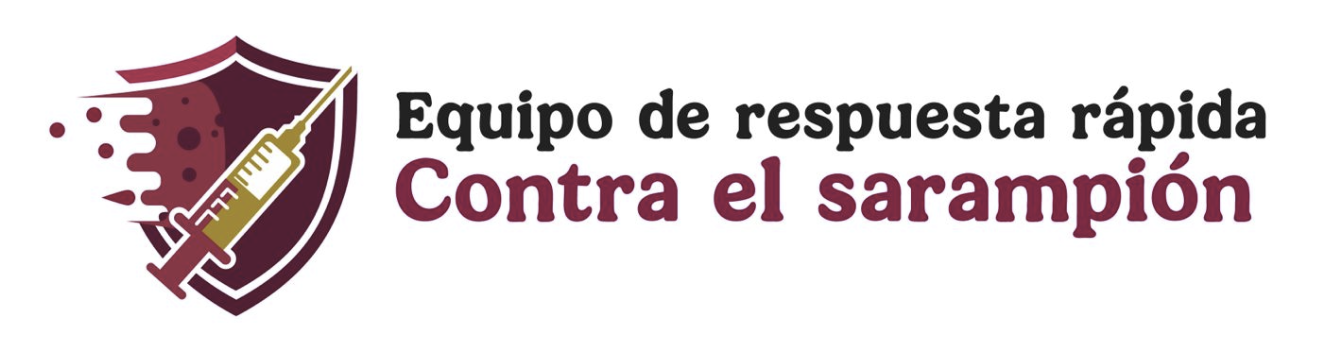 Equipo de respuesta rápida
Contra el sarampión